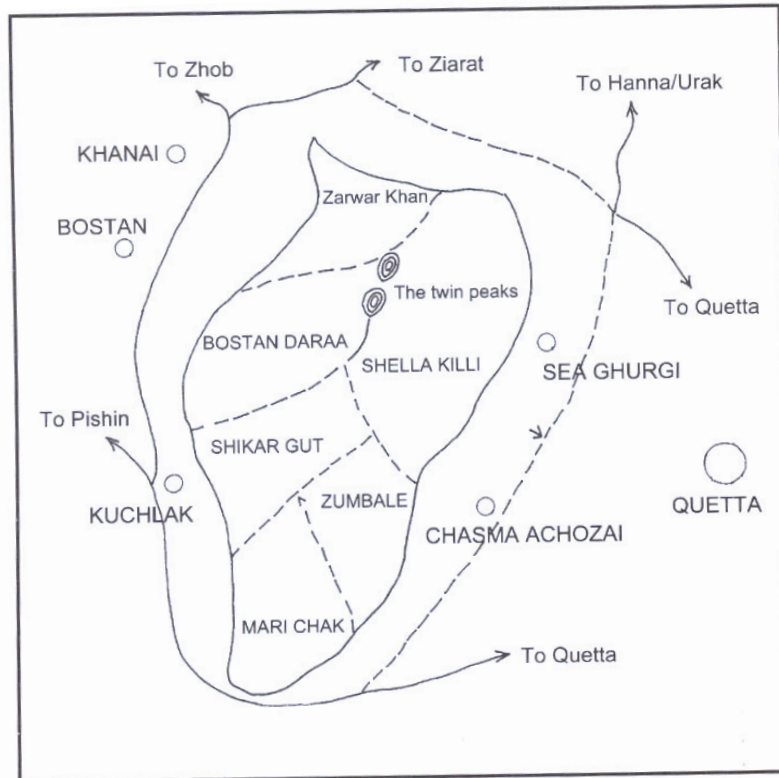 To Zhob
To Ziarat
To Hanna/Urak
KHANAI
Zarwar Khan
BOSTAN
The twin peaks
To Quetta
BOSTAN DARAA
SHELLA KILLI
SEA GHURGI
To Pishin
SHIKAR GUT
KUCHLAK
ZUMBALE
QUETTA
CHASMA ACHOZAI
MARI CHAK
To Quetta